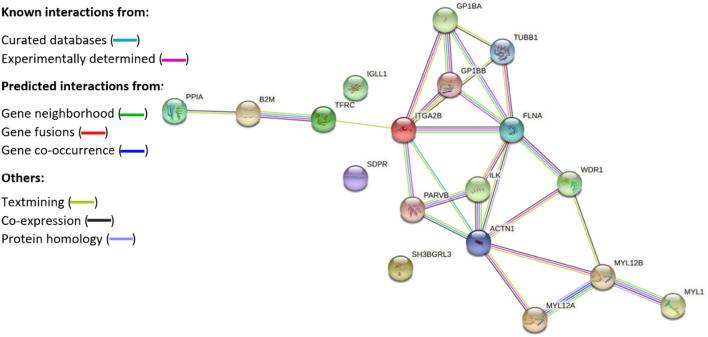 Known interactions from:
Curated databases ( )
Experimentally determined ( )
Predicted interactions from:
Gene neighborhood ( )
Gene fusions ( )
Gene co-occurrence ( )
Others:
Textmining ( )
Co-expression ( )
Protein homology ( )
GP1BA
TUBB1
GP1BB
IGLL1
PPIA
B2M
TFRC
ITGA2B
FLNA
SDPR
ILK
WDR1
PARVB
ACTN1
SH3BGRL3
MYL12B
MYL1
MYL12A